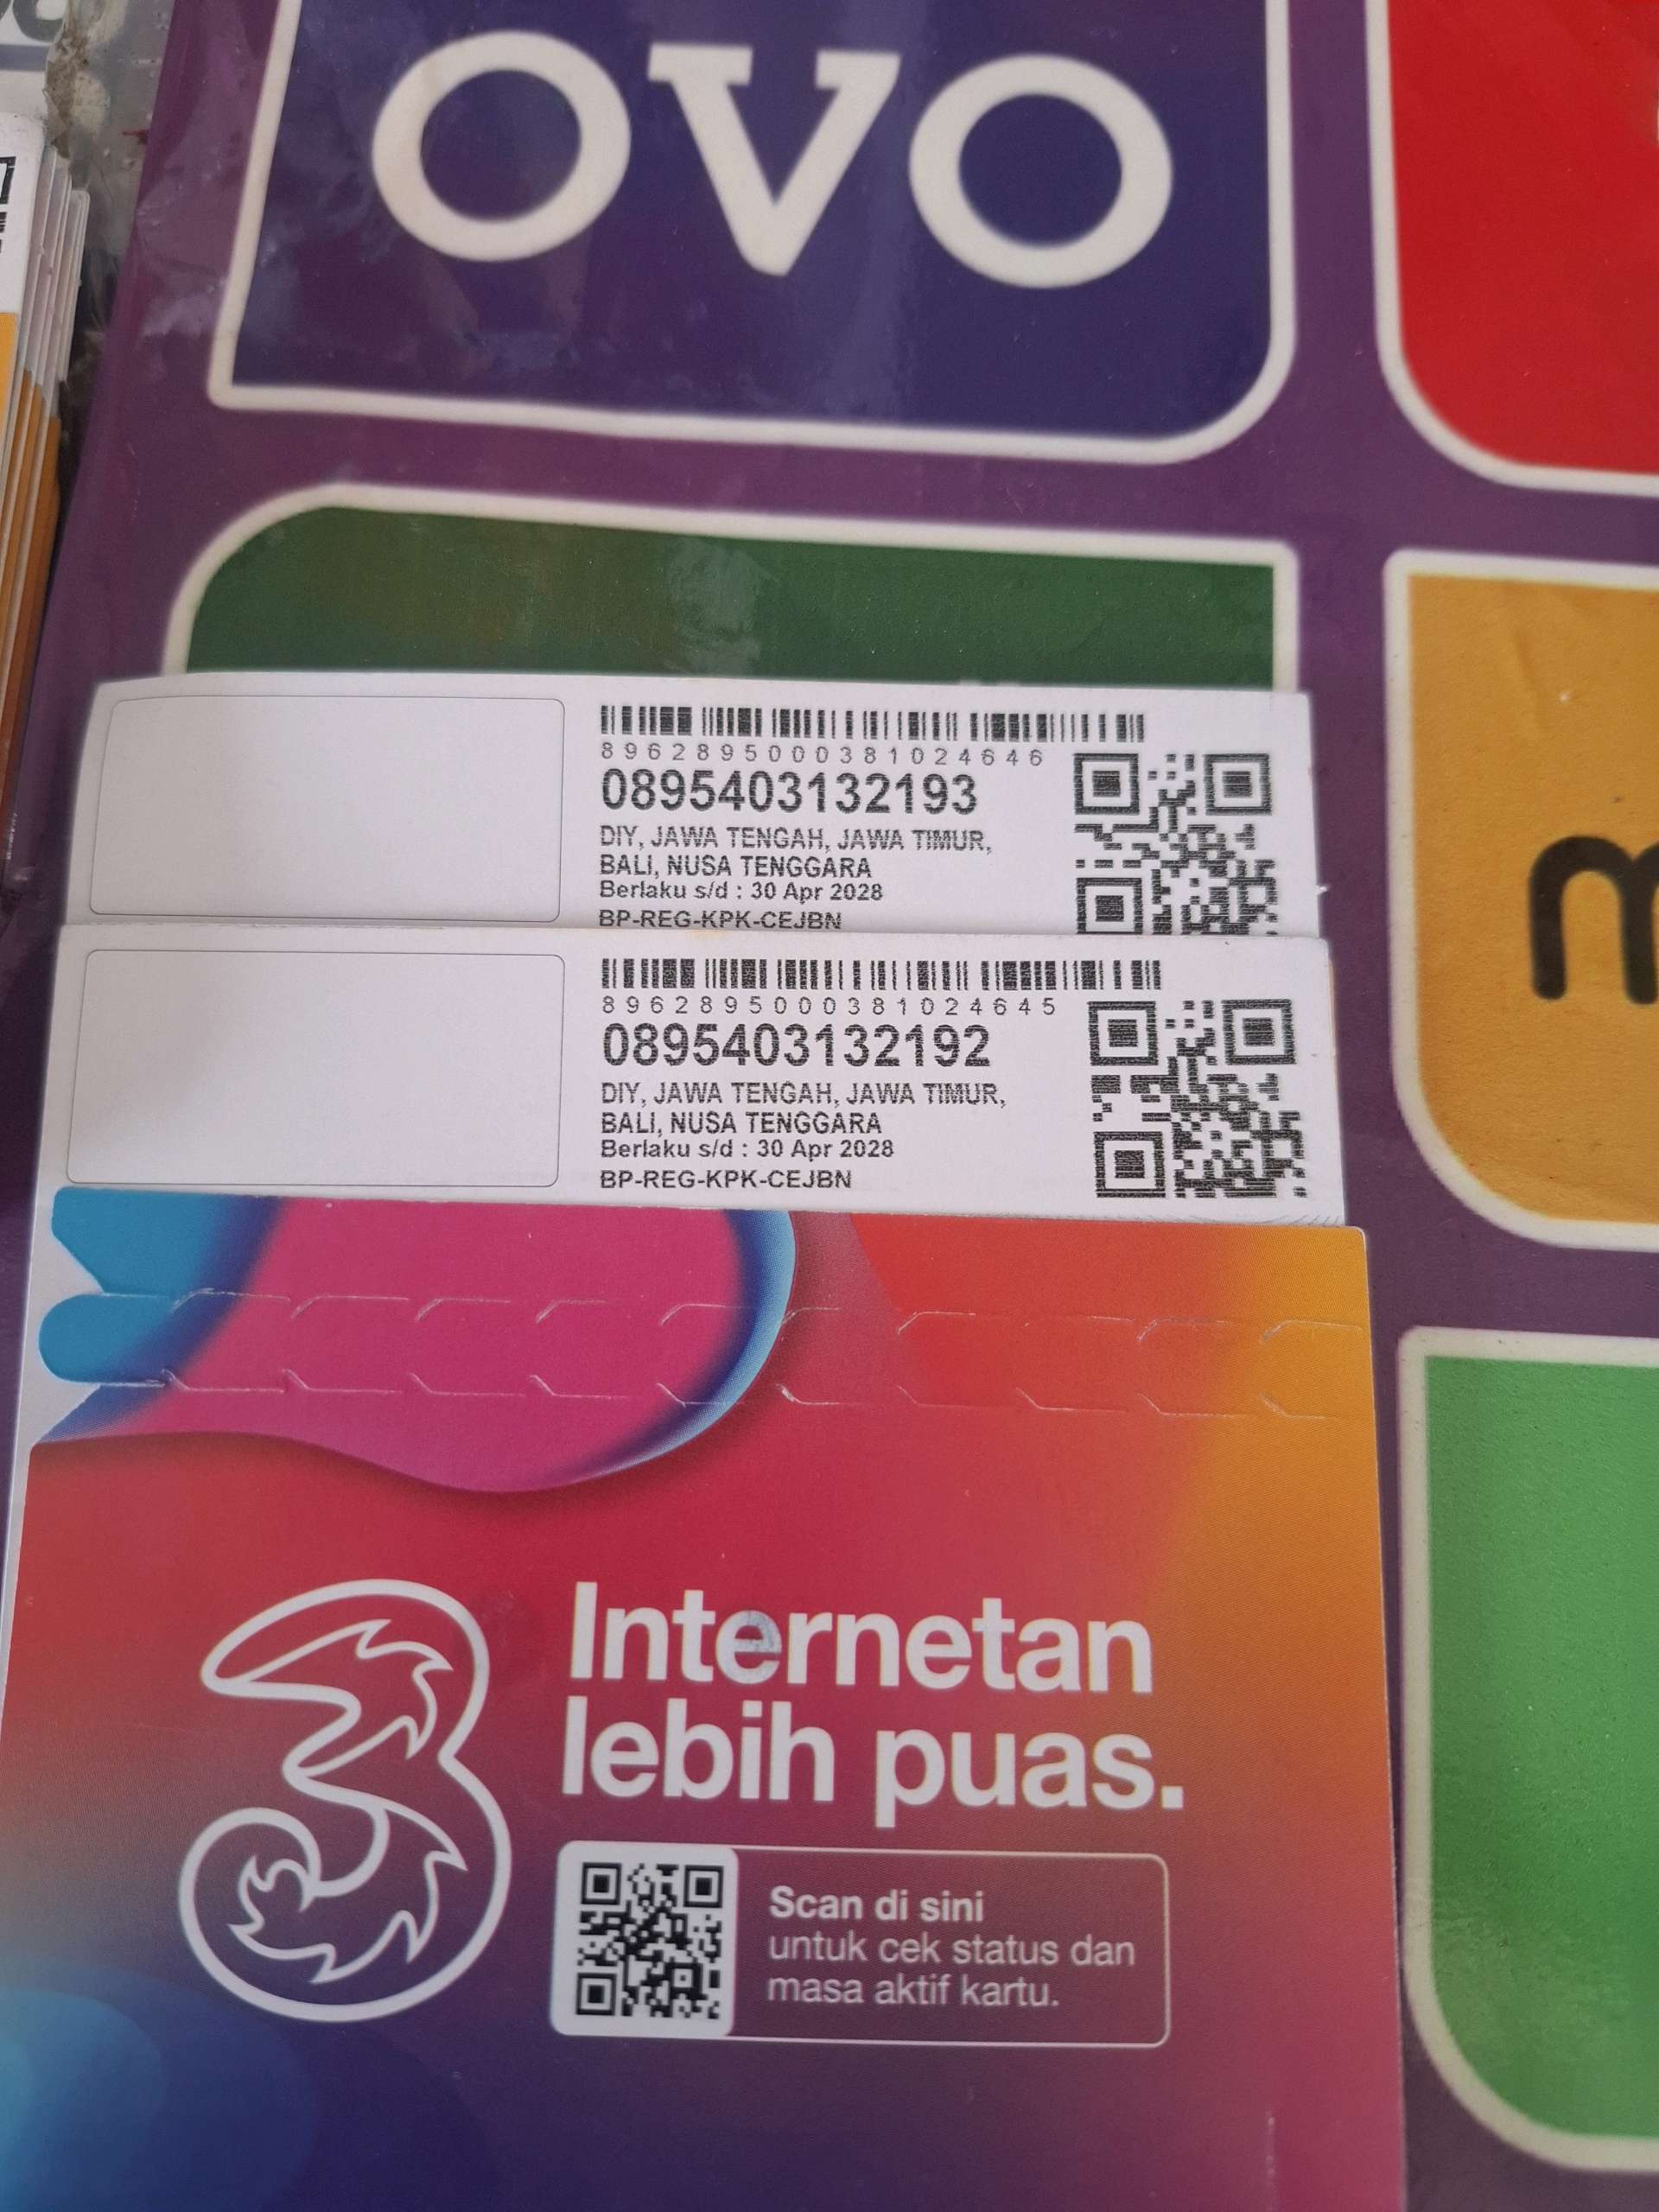 OVO
m
8962895000381024646
0895403132193
DIY, JAWA TENGAH, JAWA TIMUR,
BALI, NUSA TENGGARA
Berlaku s/d : 30 Apr 2028
BP-REG-KPK-CEJBN
8962895000381024645
0895403132192
DIY, JAWA TENGAH, JAWA TIMUR,
BALI, NUSA TENGGARA
Berlaku s/d : 30 Apr 2028
BP-REG-KPK-CEJBN
3
Internetan
lebih puas.
Scan di sini
untuk cek status dan
masa aktif kartu.